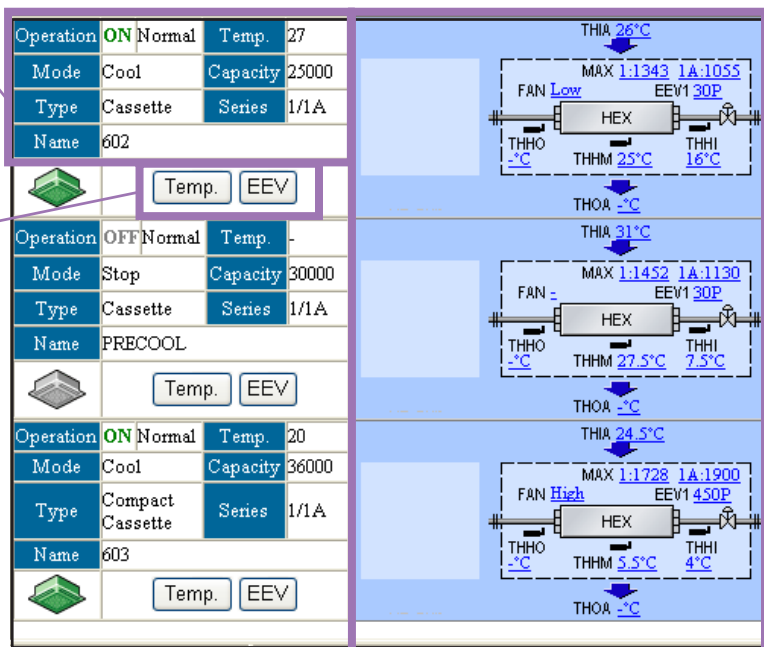 Operation ON Normal Temp. 27
Mode Cool Capacity 25000
Type Cassette Series 1/1A
Name 602
Temp. EEV
THIA 26°C
MAX 1:1343 1A:1055
FAN Low EEV1 30P
HEX
THHO THHI
-°C THHM 25°C 16°C
THOA -°C
Operation OFF Normal Temp. -
Mode Stop Capacity 30000
Type Cassette Series 1/1A
Name PRECOOL
Temp. EEV
THIA 31°C
MAX 1:1452 1A:1130
FAN - EEV1 30P
HEX
THHO THHI
-°C THHM 27.5°C 7.5°C
THOA -°C
Operation ON Normal Temp. 20
Mode Cool Capacity 36000
Type Compact Cassette Series 1/1A
Name 603
Temp. EEV
THIA 24.5°C
MAX 1:1728 1A:1900
FAN High EEV1 450P
HEX
THHO THHI
-°C THHM 5.5°C 4°C
THOA -°C